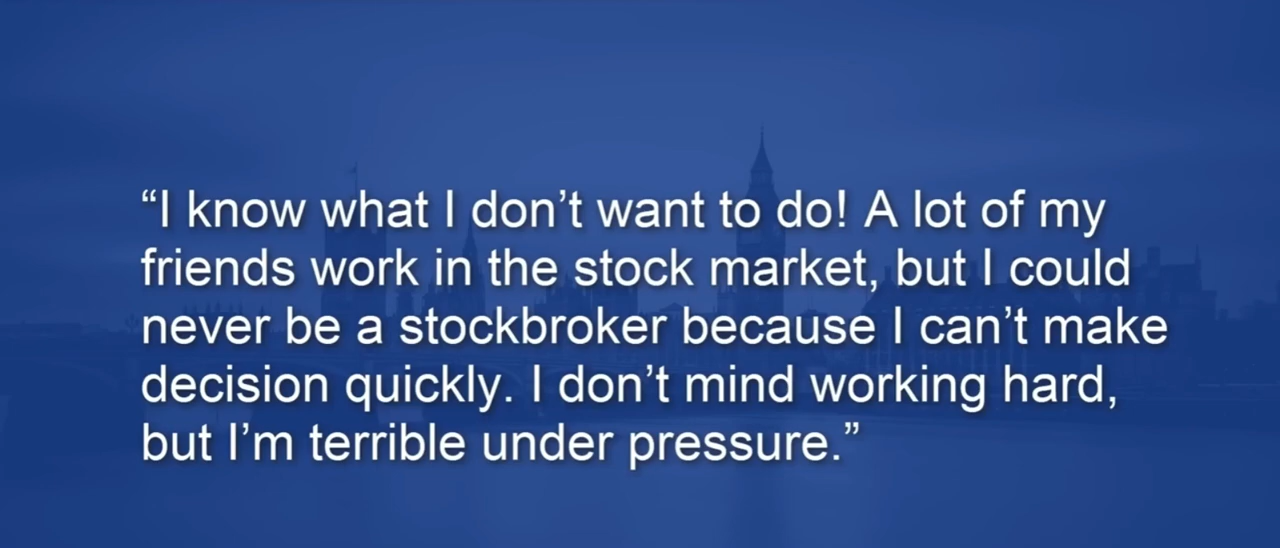 “I know what I don’t want to do! A lot of my
friends work in the stock market, but I could
never be a stockbroker because I can’t make
decision quickly. I don’t mind working hard,
but I’m terrible under pressure.”